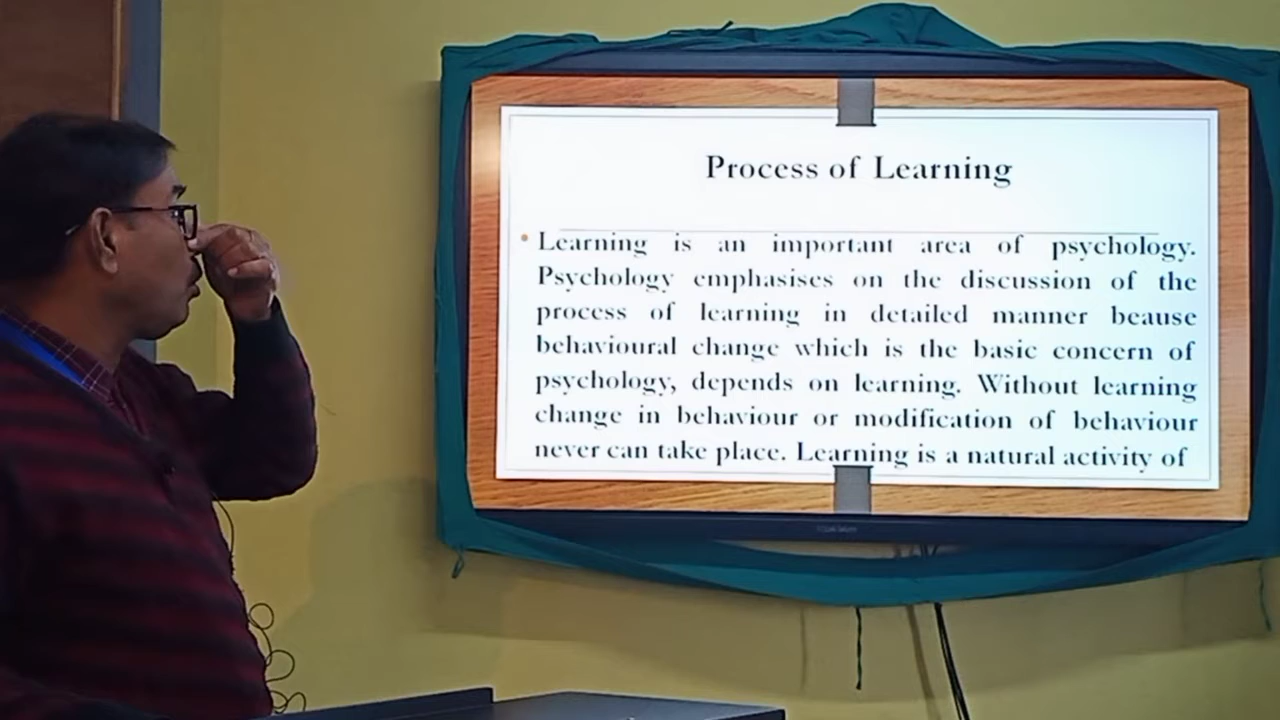 Process of Learning
• Learning is an important area of psychology.
Psychology emphasises on the discussion of the
process of learning in detailed manner beause
behavioural change which is the basic concern of
psychology, depends on learning. Without learning
change in behaviour or modification of behaviour
never can take place. Learning is a natural activity of